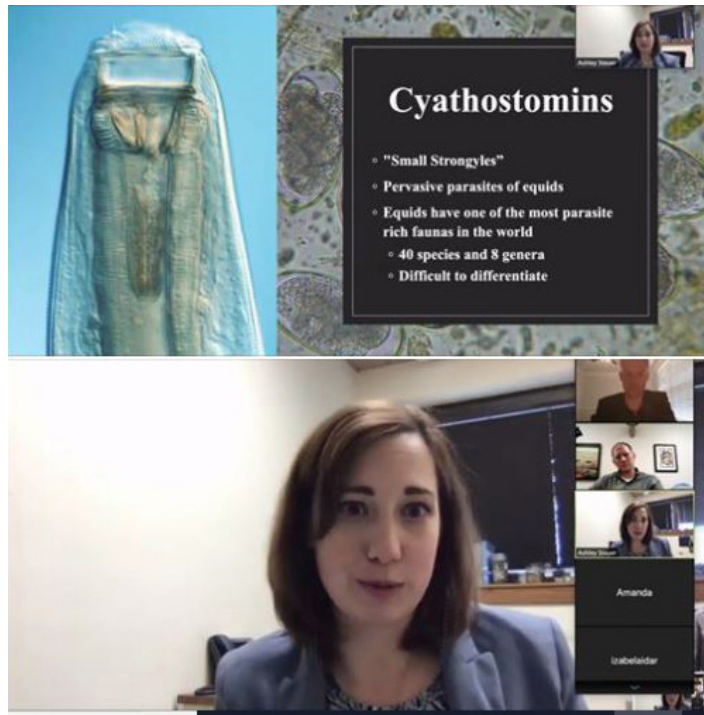 Cyathostomins
"Small Strongyles"
Pervasive parasites of equids
Equids have one of the most parasite
rich faunas in the world
40 species and 8 genera
Difficult to differentiate
Amanda
izabelaidar